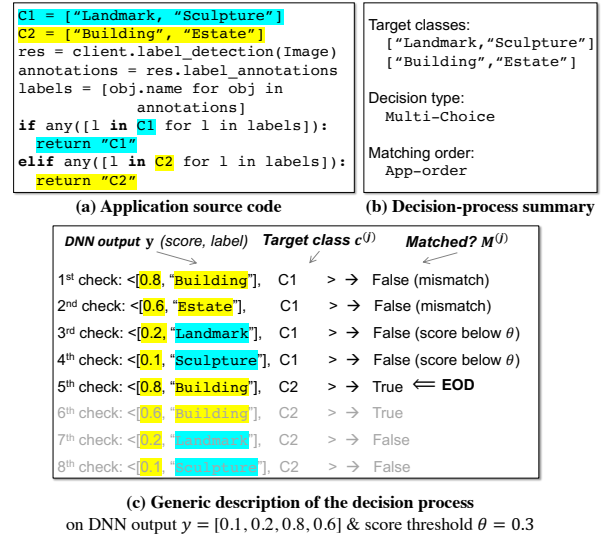 C1 = ["Landmark, "Sculpture"]
C2 = ["Building", "Estate"]
res = client.label_detection(Image)
annotations = res.label_annotations
labels = [obj.name for obj in
annotations]
if any([l in C1 for l in labels]):
return "C1"
elif any([l in C2 for l in labels]):
return "C2"
(a) Application source code
Target classes:
["Landmark,"Sculpture"]
["Building","Estate"]
Decision type:
Multi-Choice
Matching order:
App-order
(b) Decision-process summary
DNN output y (score, label) Target class c^(j) Matched? M^(j)
1st check: <[0.8, "Building"], C1 > → False (mismatch)
2nd check: <[0.6, "Estate"], C1 > → False (mismatch)
3rd check: <[0.2, "Landmark"], C1 > → False (score below θ)
4th check: <[0.1, "Sculpture"], C1 > → False (score below θ)
5th check: <[0.8, "Building"], C2 > → True ⇐ EOD
6th check: <[0.6, "Building"], C2 > → True
7th check: <[0.2, "Landmark"], C2 > → False
8th check: <[0.1, "Sculpture"], C2 > → False
(c) Generic description of the decision process
on DNN output y = [0.1, 0.2, 0.8, 0.6] & score threshold θ = 0.3